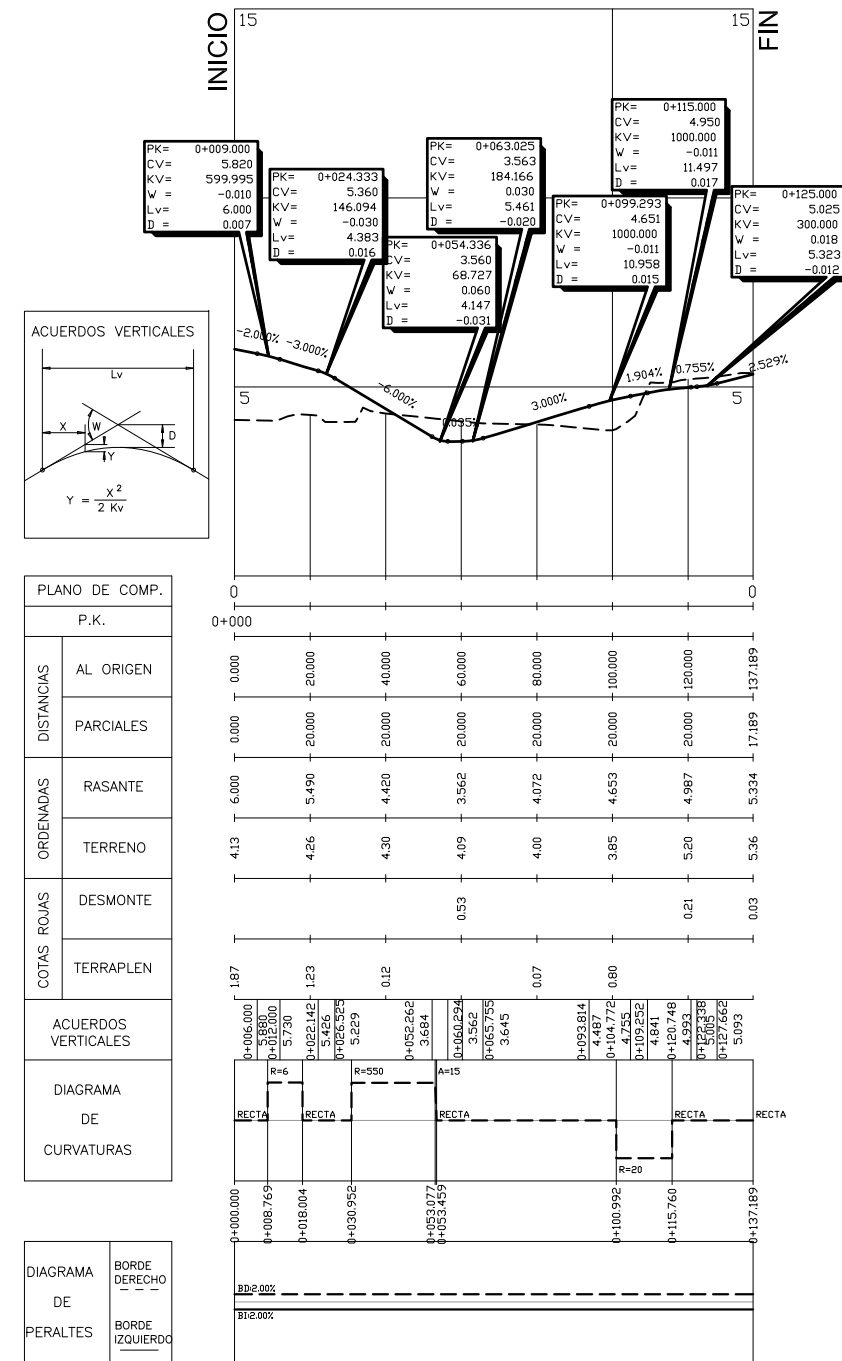 INICIO
15
15
FIN
PK= 0+009.000
CV= 5.820
KV= 599.995
W = -0.010
Lv= 6.000
D = 0.007
PK= 0+024.333
CV= 5.360
KV= 146.094
W = -0.030
Lv= 4.383
D = 0.016
PK= 0+054.336
CV= 3.560
KV= 68.727
W = 0.060
Lv= 4.147
D = -0.031
PK= 0+063.025
CV= 3.563
KV= 184.166
W = 0.030
Lv= 5.461
D = -0.020
PK= 0+099.293
CV= 4.651
KV= 1000.000
W = -0.011
Lv= 10.958
D = 0.015
PK= 0+115.000
CV= 4.950
KV= 1000.000
W = -0.011
Lv= 11.497
D = 0.017
PK= 0+125.000
CV= 5.025
KV= 300.000
W = 0.018
Lv= 5.323
D = -0.012
-2.000%
-3.000%
-6.000%
0.035%
3.000%
1.904%
0.755%
2.529%
5
5
ACUERDOS VERTICALES
Lv
X
W
D
Y
Y = X² / 2 Kv
PLANO DE COMP.
0
0
P.K.
0+000
DISTANCIAS
AL ORIGEN
0.000 20.000 40.000 60.000 80.000 100.000 120.000 137.189
PARCIALES
0.000 20.000 20.000 20.000 20.000 20.000 20.000 17.189
ORDENADAS
RASANTE
6.000 5.490 4.420 3.562 4.072 4.653 4.987 5.334
TERRENO
4.13 4.26 4.30 4.09 4.00 3.85 5.20 5.36
COTAS ROJAS
DESMONTE
0.53 0.21 0.03
TERRAPLEN
1.87 1.23 0.12 0.07 0.80
ACUERDOS
VERTICALES
0+006.000
5.880
0+012.000
5.730
0+022.142
5.426
0+026.525
5.229
0+052.262
3.684
0+060.294
3.562
0+065.755
3.645
0+093.814
4.487
0+104.772
4.755
0+109.252
4.841
0+120.748
4.993
0+122.338
5.005
0+127.662
5.093
DIAGRAMA
DE
CURVATURAS
R=6 R=550 A=15
RECTA RECTA RECTA RECTA RECTA
R=20
0+000.000
0+008.769
0+018.004
0+030.952
0+053.077
0+053.459
0+100.992
0+115.760
0+137.189
DIAGRAMA
DE
PERALTES
BORDE
DERECHO
BORDE
IZQUIERDO
BD:2.00%
BI:2.00%